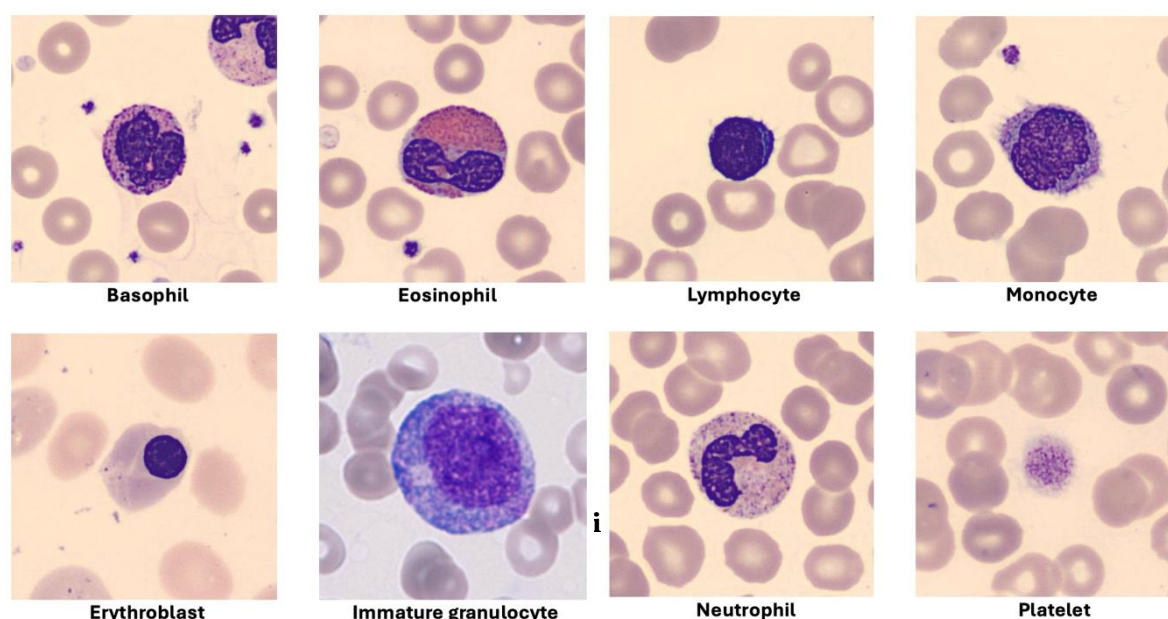 Basophil
Eosinophil
Lymphocyte
Monocyte
i
Erythroblast
Immature granulocyte
Neutrophil
Platelet